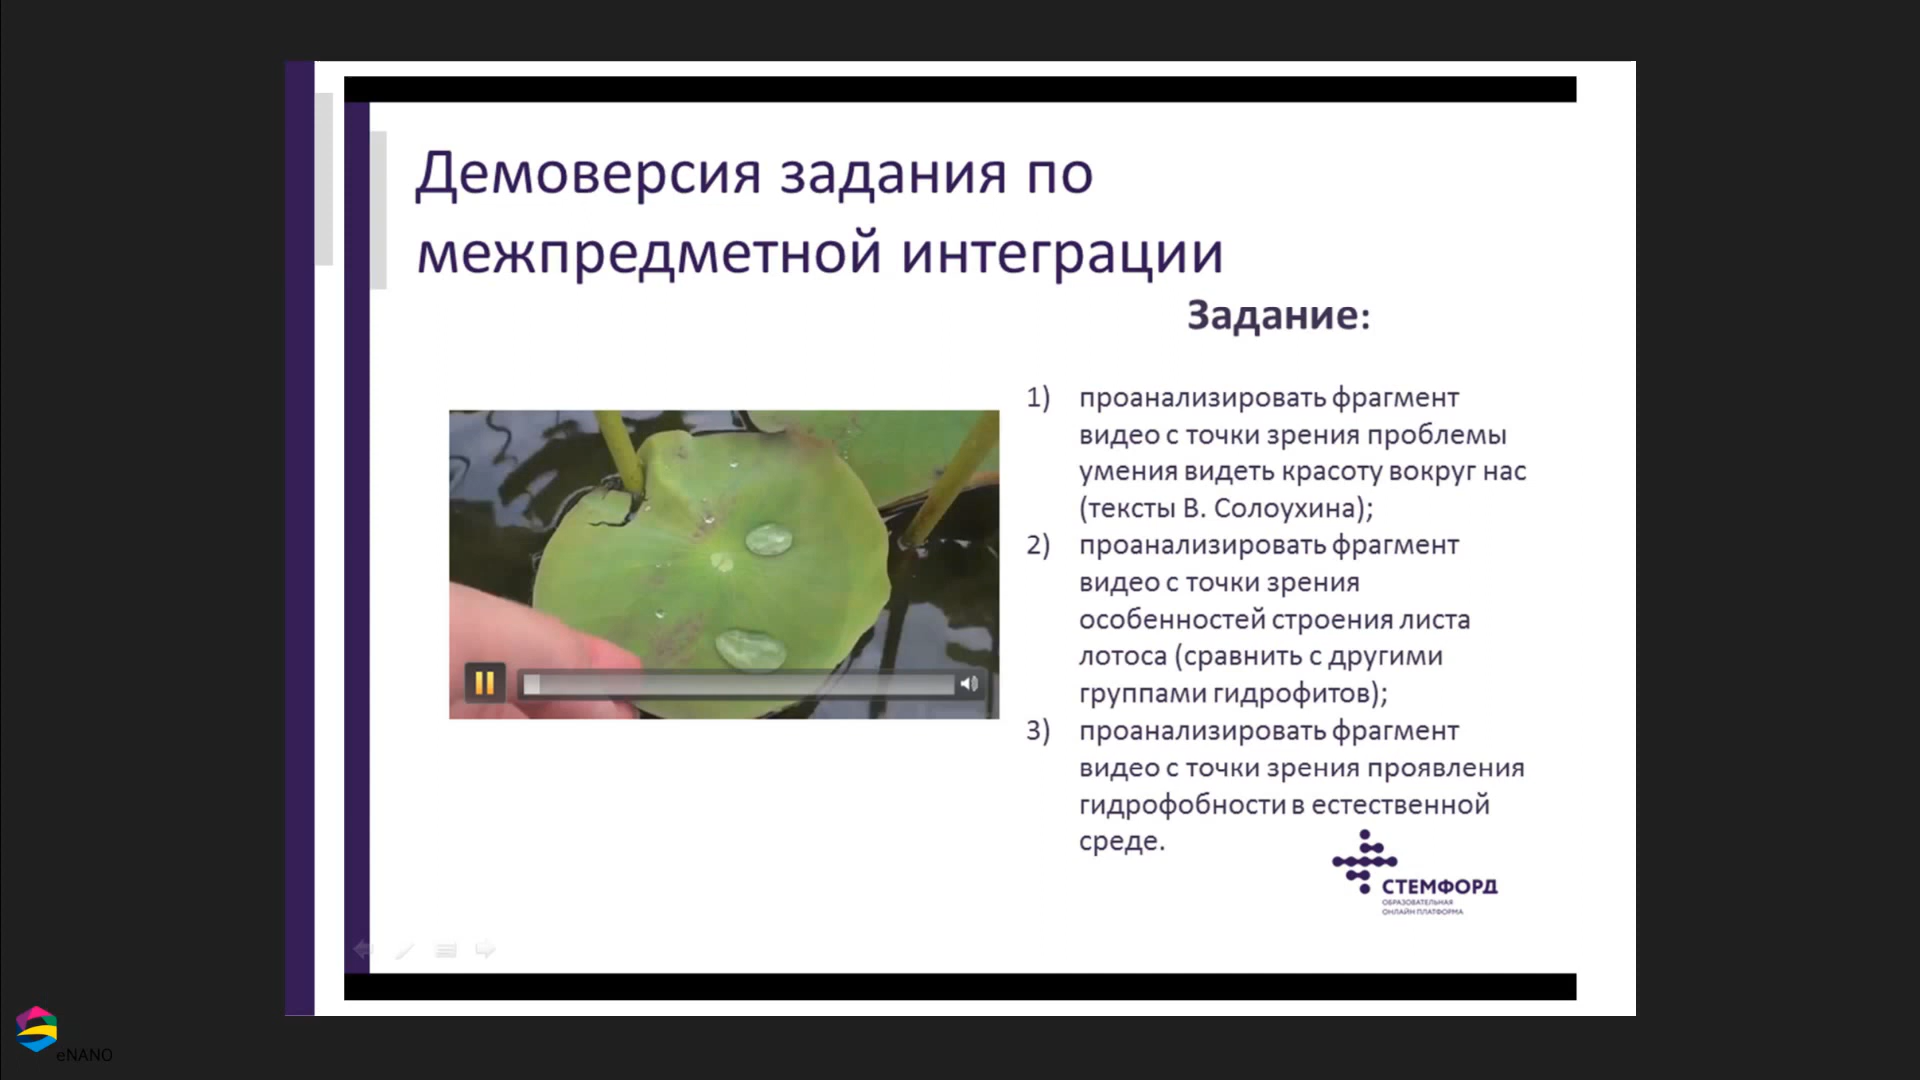 Демоверсия задания по
межпредметной интеграции
Задание:
1) проанализировать фрагмент
видео с точки зрения проблемы
умения видеть красоту вокруг нас
(тексты В. Солоухина);
2) проанализировать фрагмент
видео с точки зрения
особенностей строения листа
лотоса (сравнить с другими
группами гидрофитов);
3) проанализировать фрагмент
видео с точки зрения проявления
гидрофобности в естественной
среде.
СТЕМФОРД
ОБРАЗОВАТЕЛЬНАЯ
ОНЛАЙН ПЛАТФОРМА
eNANO